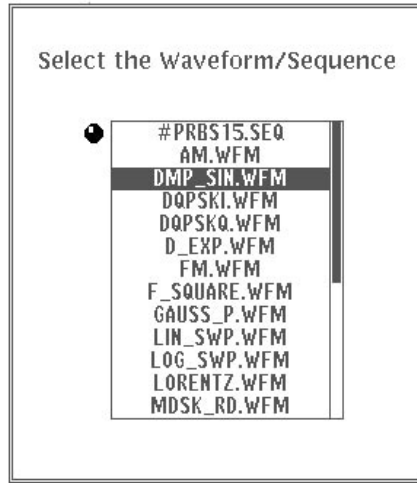 Select the Waveform/Sequence
#PRBS15.SEQ
AM.WFM
DMP_SIN.WFM
DQPSKI.WFM
DQPSKQ.WFM
D_EXP.WFM
FM.WFM
F_SQUARE.WFM
GAUSS_P.WFM
LIN_SWP.WFM
LOG_SWP.WFM
LORENTZ.WFM
MDSK_RD.WFM